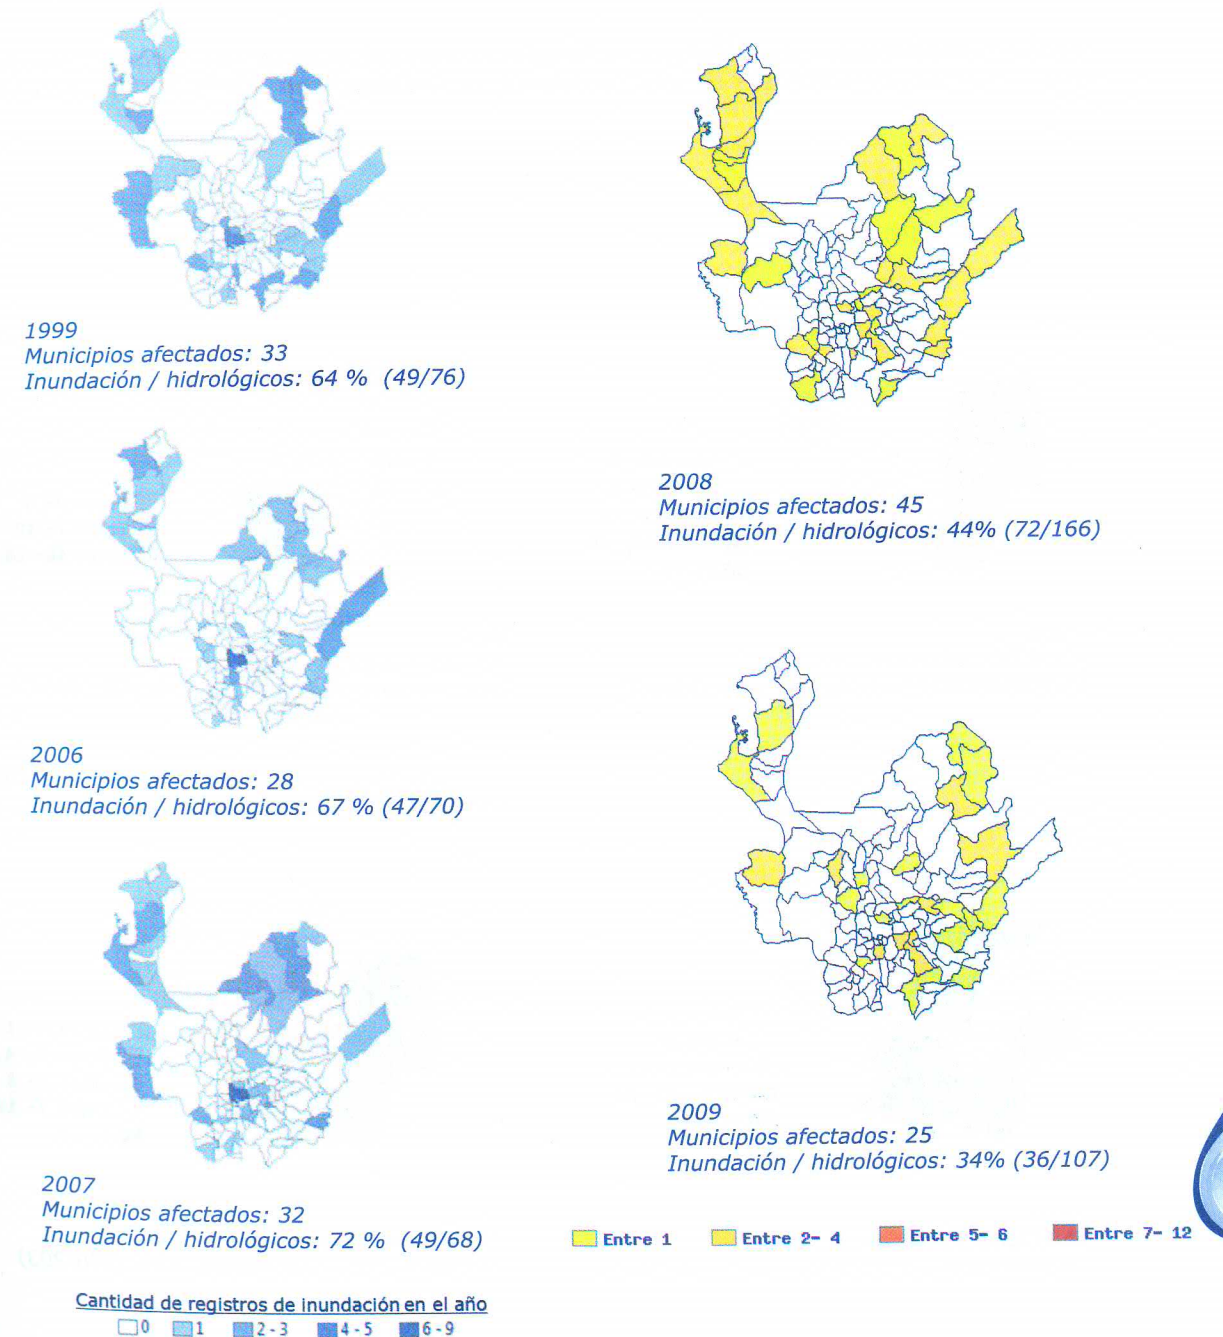 1999
Municipios afectados: 33
Inundación / hidrológicos: 64 % (49/76)
2006
Municipios afectados: 28
Inundación / hidrológicos: 67 % (47/70)
2007
Municipios afectados: 32
Inundación / hidrológicos: 72 % (49/68)
Cantidad de registros de inundación en el año
0 1 2-3 4-5 6-9
2008
Municipios afectados: 45
Inundación / hidrológicos: 44% (72/166)
2009
Municipios afectados: 25
Inundación / hidrológicos: 34% (36/107)
Entre 1 Entre 2- 4 Entre 5- 6 Entre 7- 12